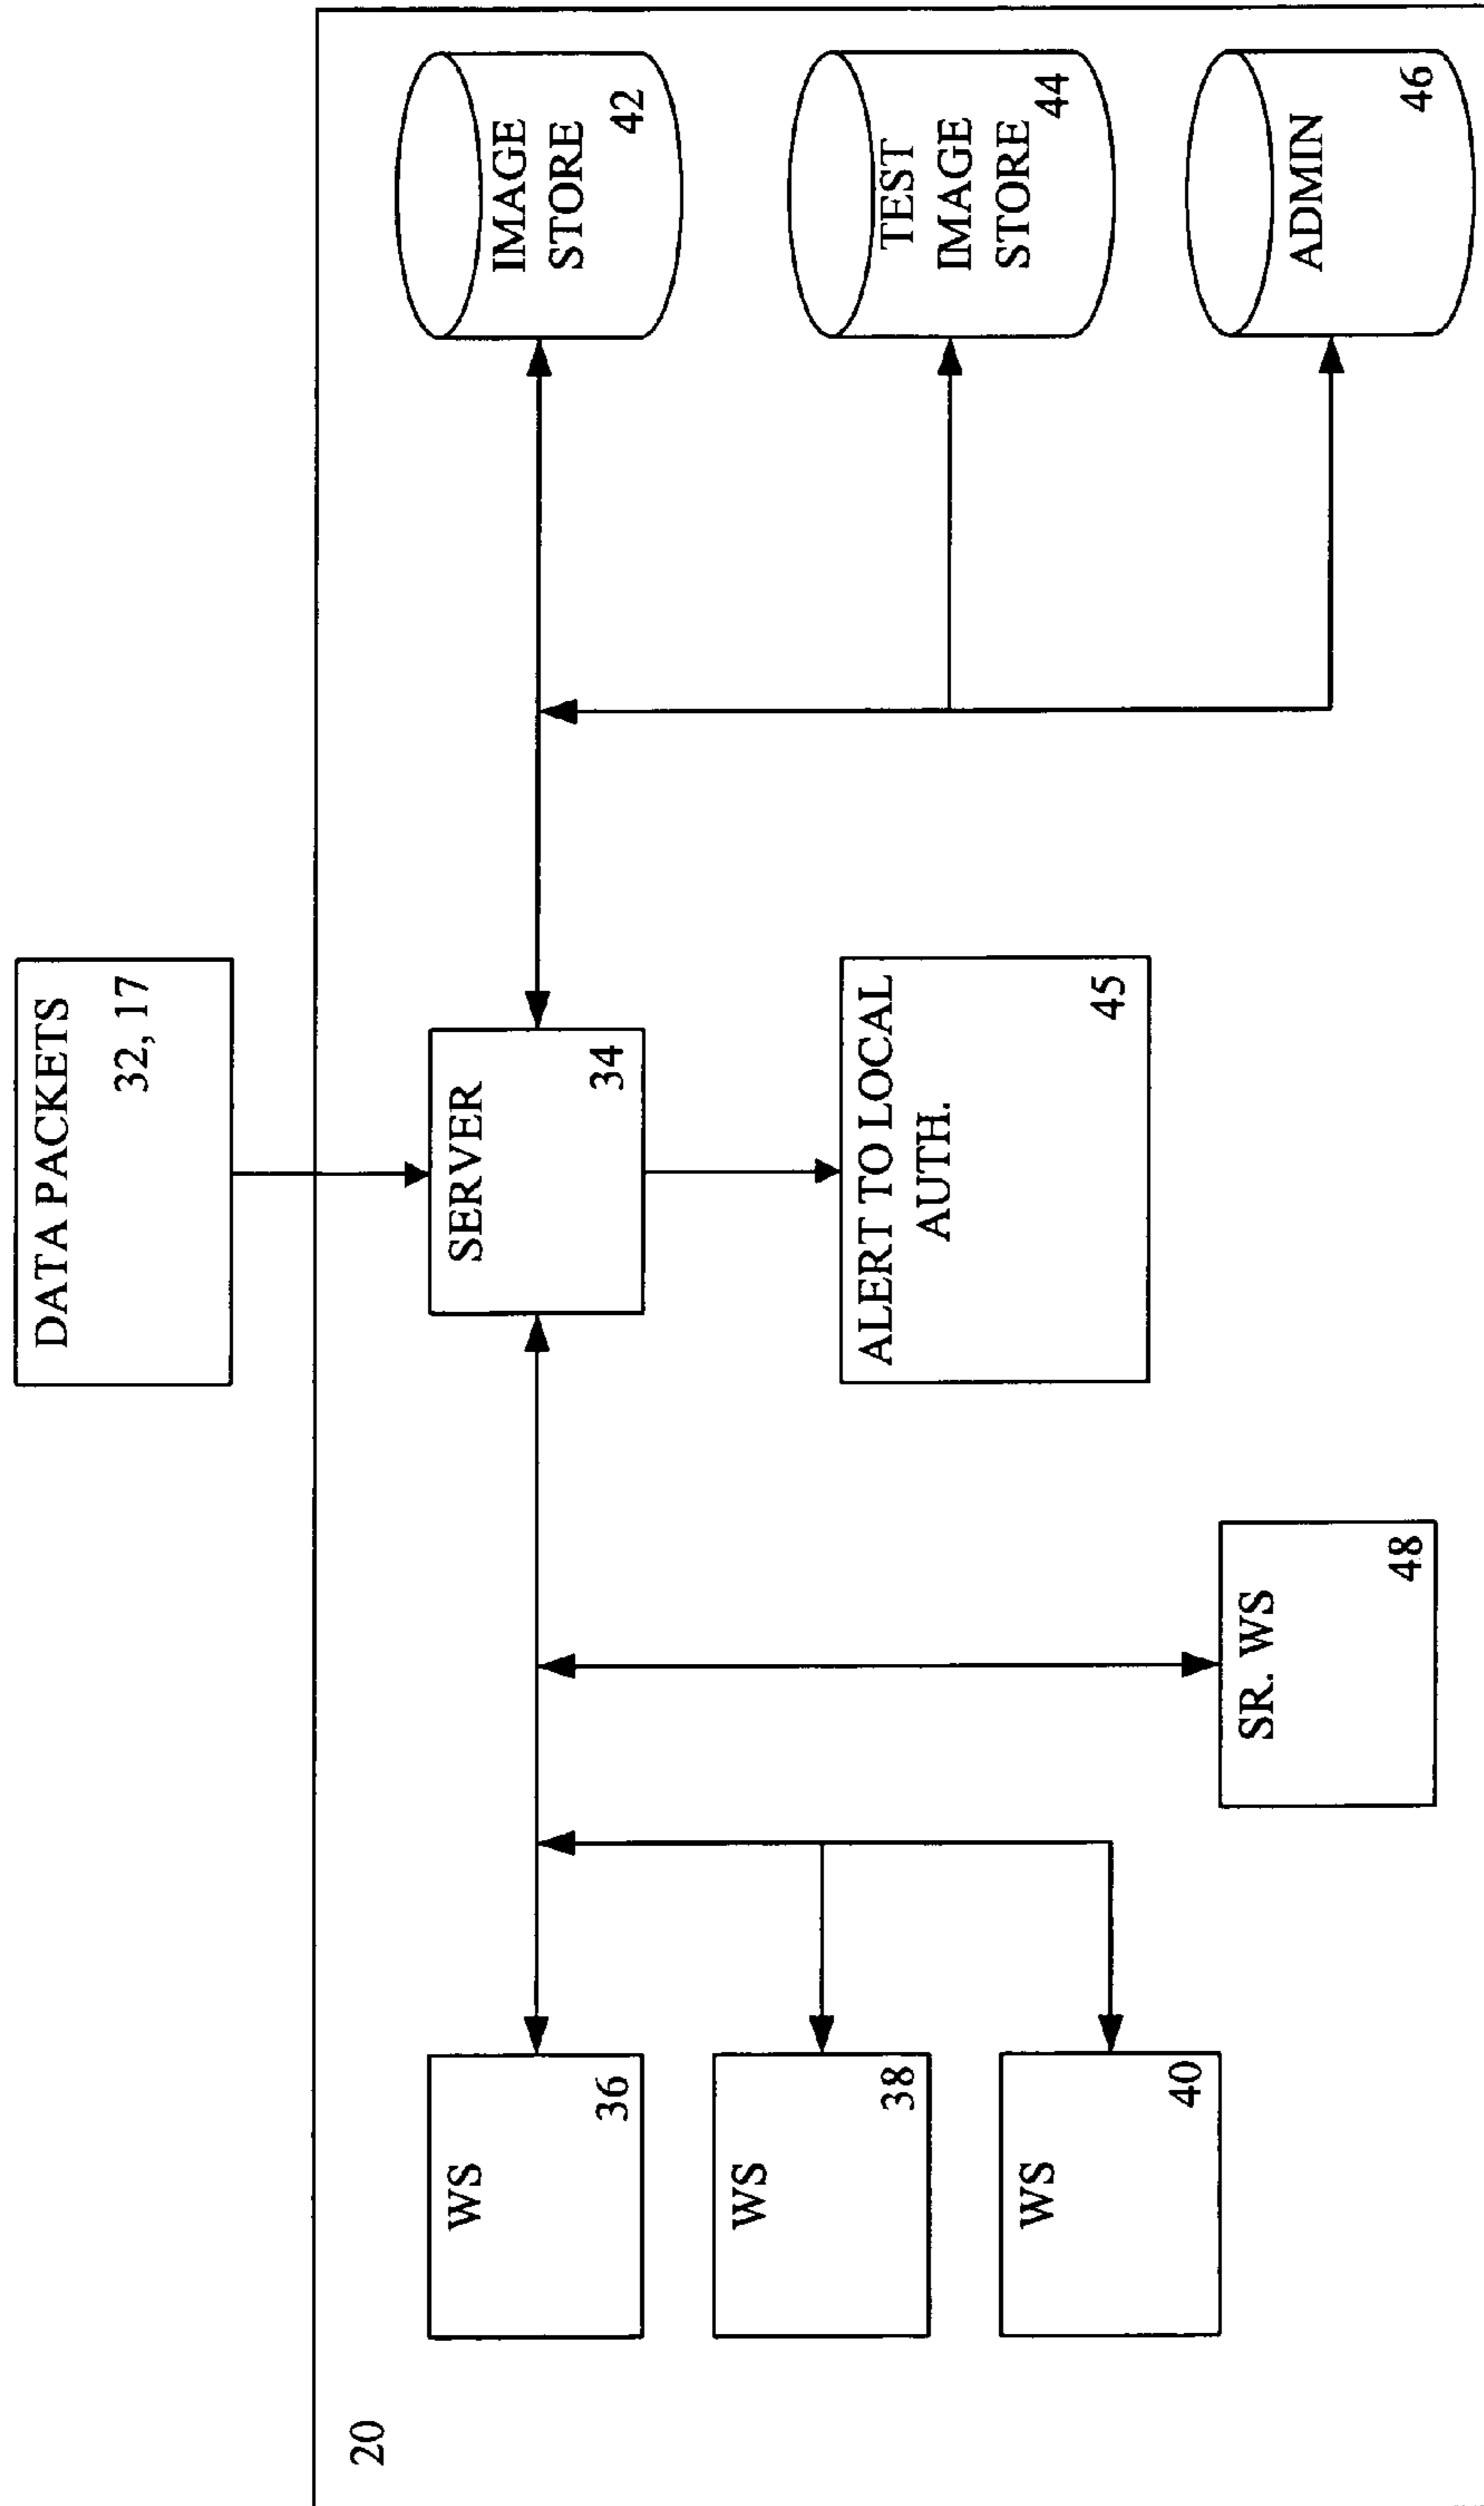 DATA PACKETS
32, 17
20
WS
36
WS
38
WS
40
SERVER
34
SR. WS
48
ALERT TO LOCAL
AUTH.
45
IMAGE
STORE
42
TEST
IMAGE
STORE
44
ADMIN
46